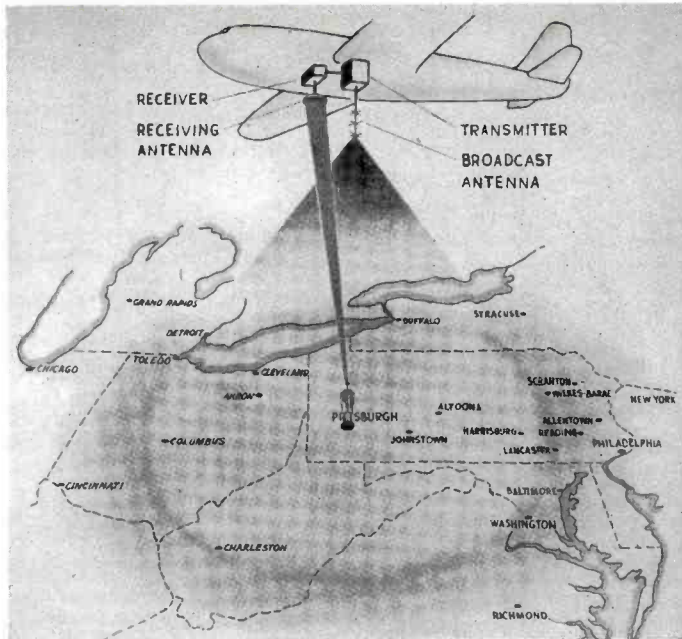 RECEIVER
RECEIVING
ANTENNA
TRANSMITTER
BROADCAST
ANTENNA
GRAND RAPIDS
DETROIT
BUFFALO
SYRACUSE
CHICAGO
TOLEDO
CLEVELAND
SCRANTON
WILKES-BARRE
NEW YORK
AKRON
PITTSBURGH
ALTOONA
ALLENTOWN
COLUMBUS
JOHNSTOWN
HARRISBURG
READING
LANCASTER
PHILADELPHIA
CINCINNATI
BALTIMORE
WASHINGTON
CHARLESTON
RICHMOND